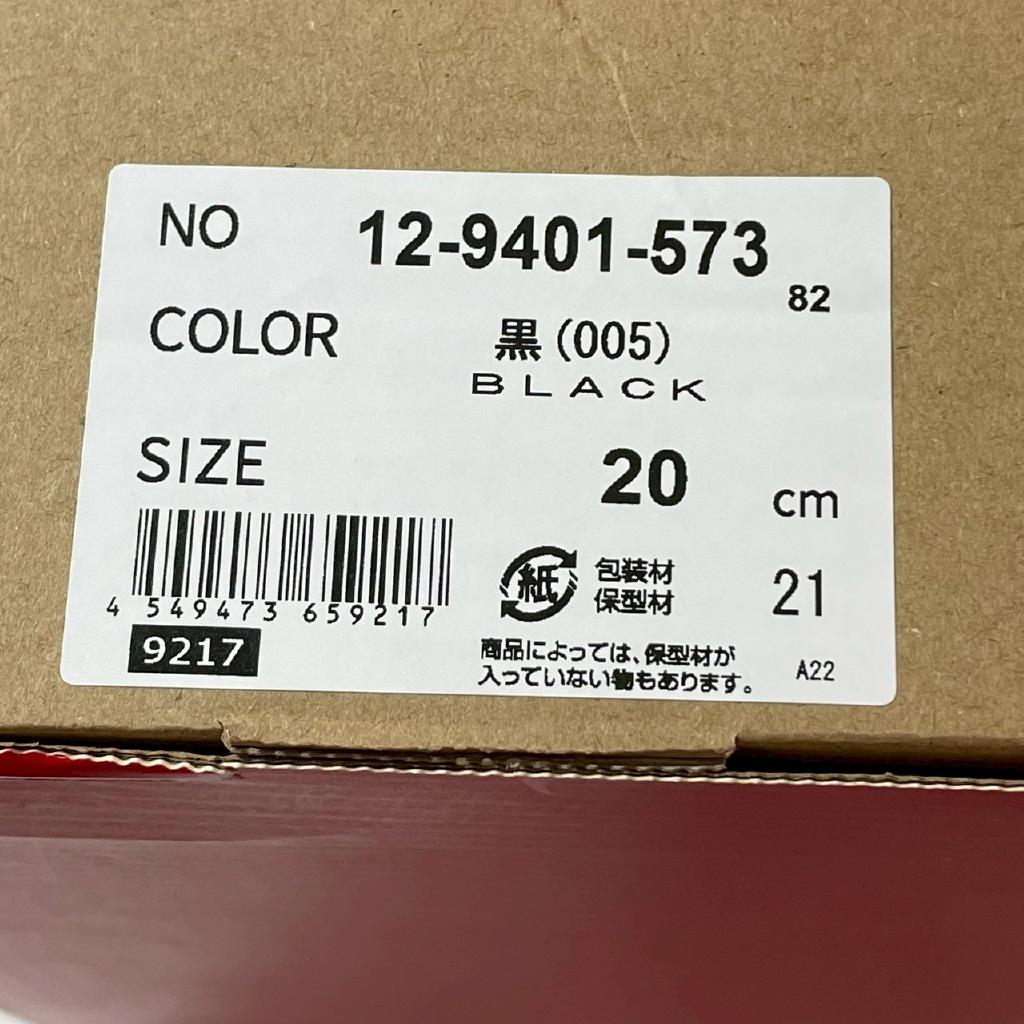 NO 12-9401-573
82
COLOR 黒(005)
BLACK
SIZE 20 cm
4 549473 659217
9217
紙 包装材
保型材
21
商品によっては、保型材が
入っていない物もあります。
A22